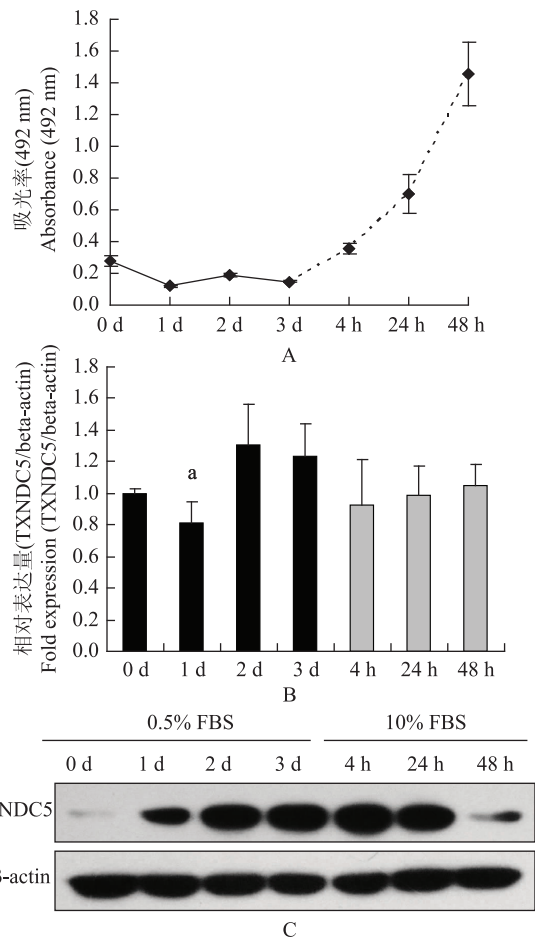 吸光率(492 nm)
Absorbance (492 nm)
1.8
1.6
1.4
1.2
1.0
0.8
0.6
0.4
0.2
0.0
0 d 1 d 2 d 3 d 4 h 24 h 48 h
A
相对表达量(TXNDC5/beta-actin)
Fold expression (TXNDC5/beta-actin)
1.8
1.6
1.4
1.2
1.0
0.8
0.6
0.4
0.2
0.0
a
0 d 1 d 2 d 3 d 4 h 24 h 48 h
B
0.5% FBS 10% FBS
0 d 1 d 2 d 3 d 4 h 24 h 48 h
NDC5
-actin
C